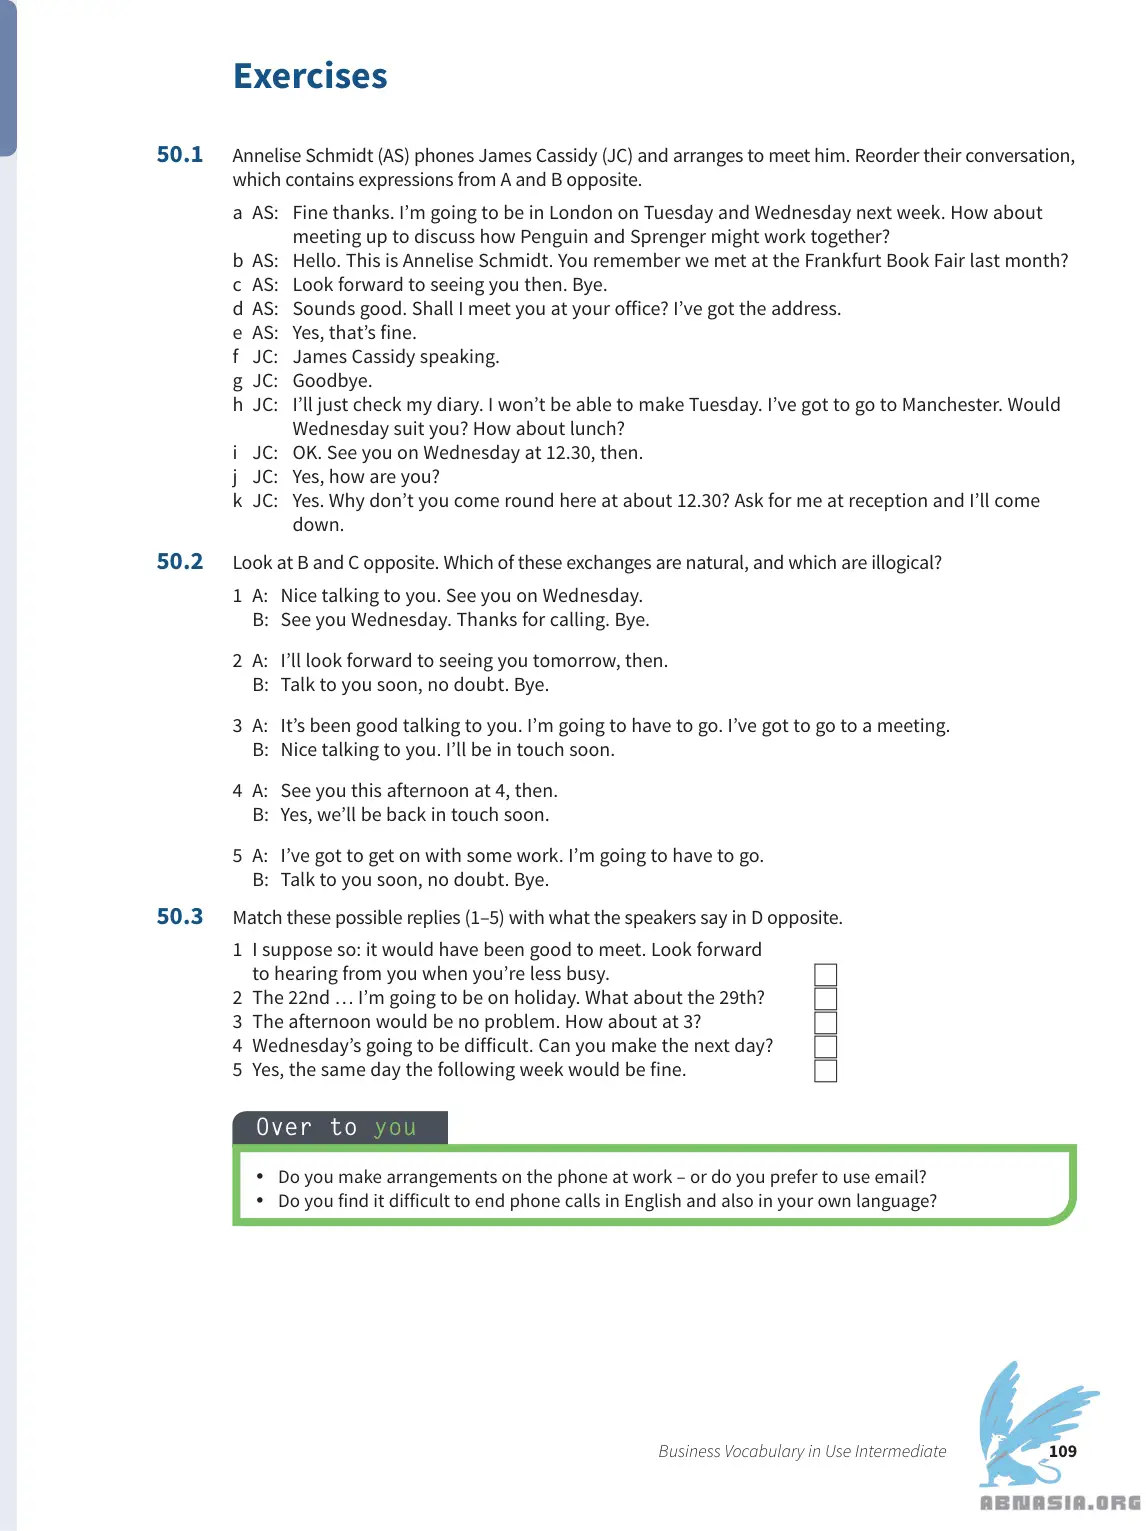 Exercises
50.1 Annelise Schmidt (AS) phones James Cassidy (JC) and arranges to meet him. Reorder their conversation,
which contains expressions from A and B opposite.
a AS: Fine thanks. I’m going to be in London on Tuesday and Wednesday next week. How about
meeting up to discuss how Penguin and Sprenger might work together?
b AS: Hello. This is Annelise Schmidt. You remember we met at the Frankfurt Book Fair last month?
c AS: Look forward to seeing you then. Bye.
d AS: Sounds good. Shall I meet you at your office? I’ve got the address.
e AS: Yes, that’s fine.
f JC: James Cassidy speaking.
g JC: Goodbye.
h JC: I’ll just check my diary. I won’t be able to make Tuesday. I’ve got to go to Manchester. Would
Wednesday suit you? How about lunch?
i JC: OK. See you on Wednesday at 12.30, then.
j JC: Yes, how are you?
k JC: Yes. Why don’t you come round here at about 12.30? Ask for me at reception and I’ll come
down.
50.2 Look at B and C opposite. Which of these exchanges are natural, and which are illogical?
1 A: Nice talking to you. See you on Wednesday.
B: See you Wednesday. Thanks for calling. Bye.
2 A: I’ll look forward to seeing you tomorrow, then.
B: Talk to you soon, no doubt. Bye.
3 A: It’s been good talking to you. I’m going to have to go. I’ve got to go to a meeting.
B: Nice talking to you. I’ll be in touch soon.
4 A: See you this afternoon at 4, then.
B: Yes, we’ll be back in touch soon.
5 A: I’ve got to get on with some work. I’m going to have to go.
B: Talk to you soon, no doubt. Bye.
50.3 Match these possible replies (1–5) with what the speakers say in D opposite.
1 I suppose so: it would have been good to meet. Look forward
to hearing from you when you’re less busy.
2 The 22nd … I’m going to be on holiday. What about the 29th?
3 The afternoon would be no problem. How about at 3?
4 Wednesday’s going to be difficult. Can you make the next day?
5 Yes, the same day the following week would be fine.
Over to you
• Do you make arrangements on the phone at work – or do you prefer to use email?
• Do you find it difficult to end phone calls in English and also in your own language?
Business Vocabulary in Use Intermediate 109
ABNASIA.ORG